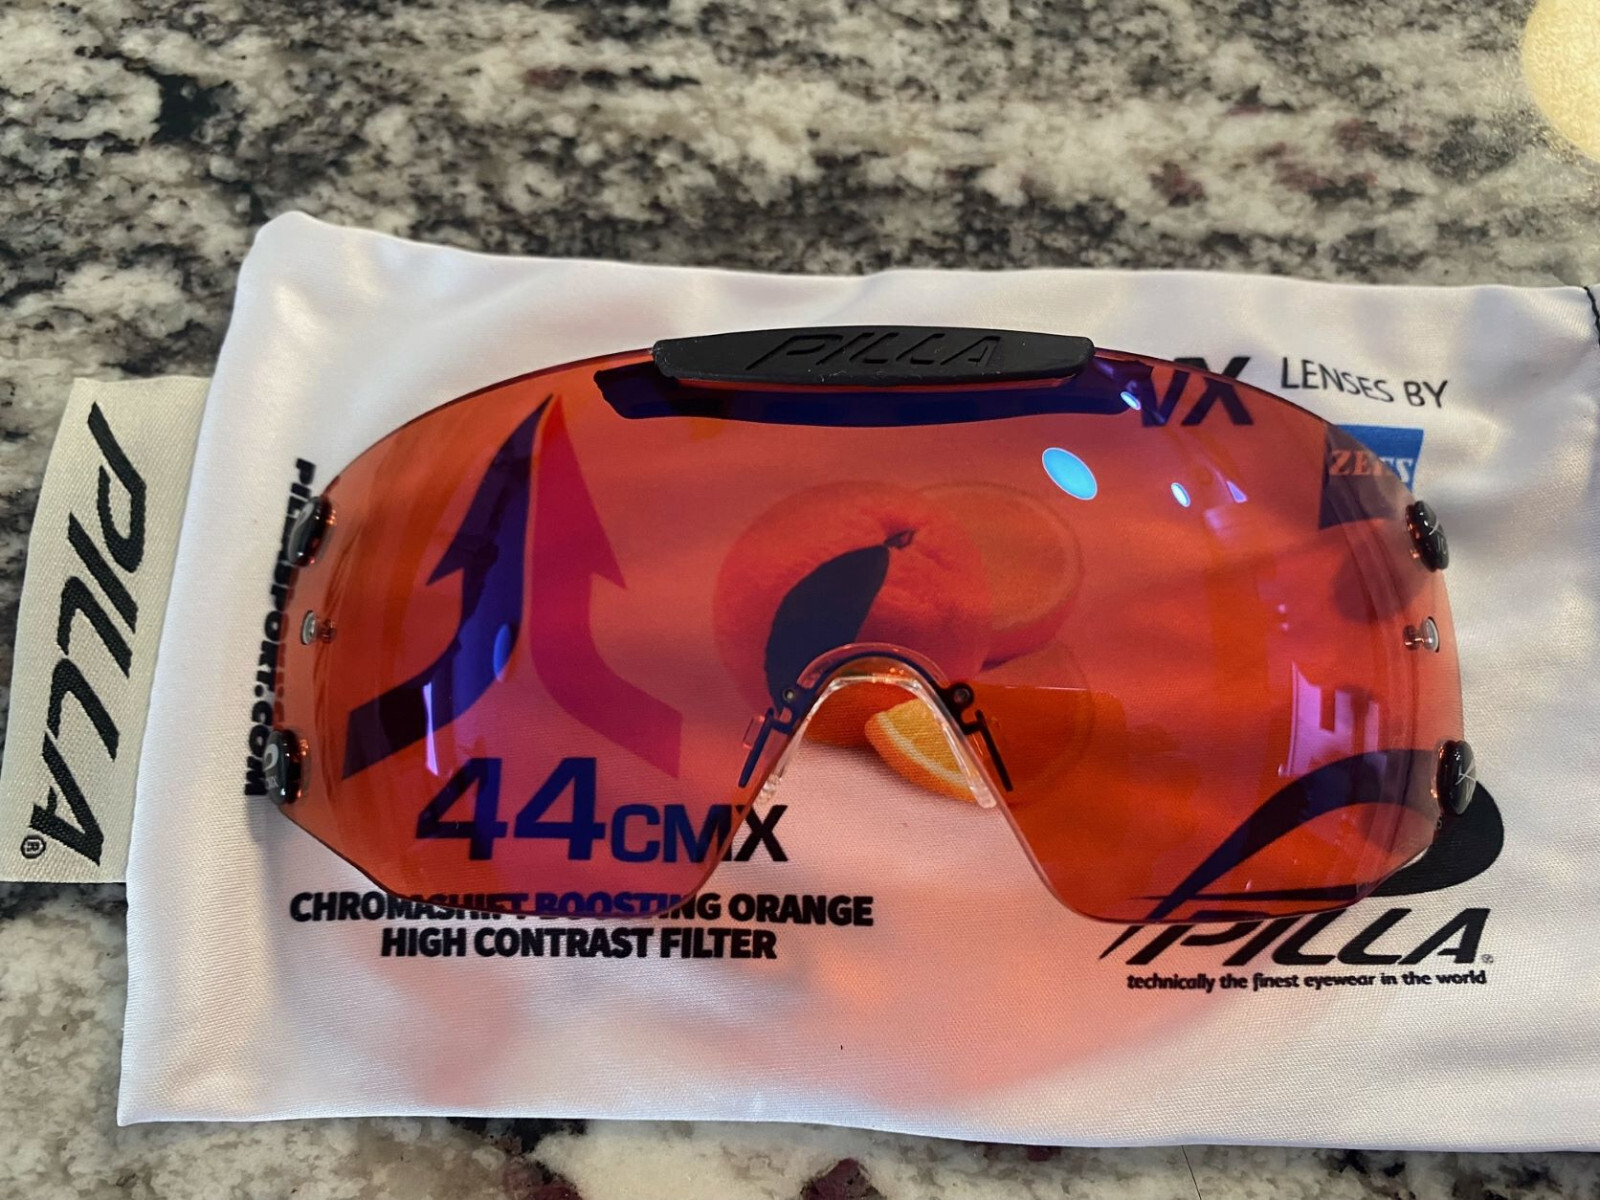 PILLA
VX
LENSES BY
ZEISS
PILLA®
44CMX
CHROMASHIFT BOOSTING ORANGE
HIGH CONTRAST FILTER
PILLA®
technically the finest eyewear in the world